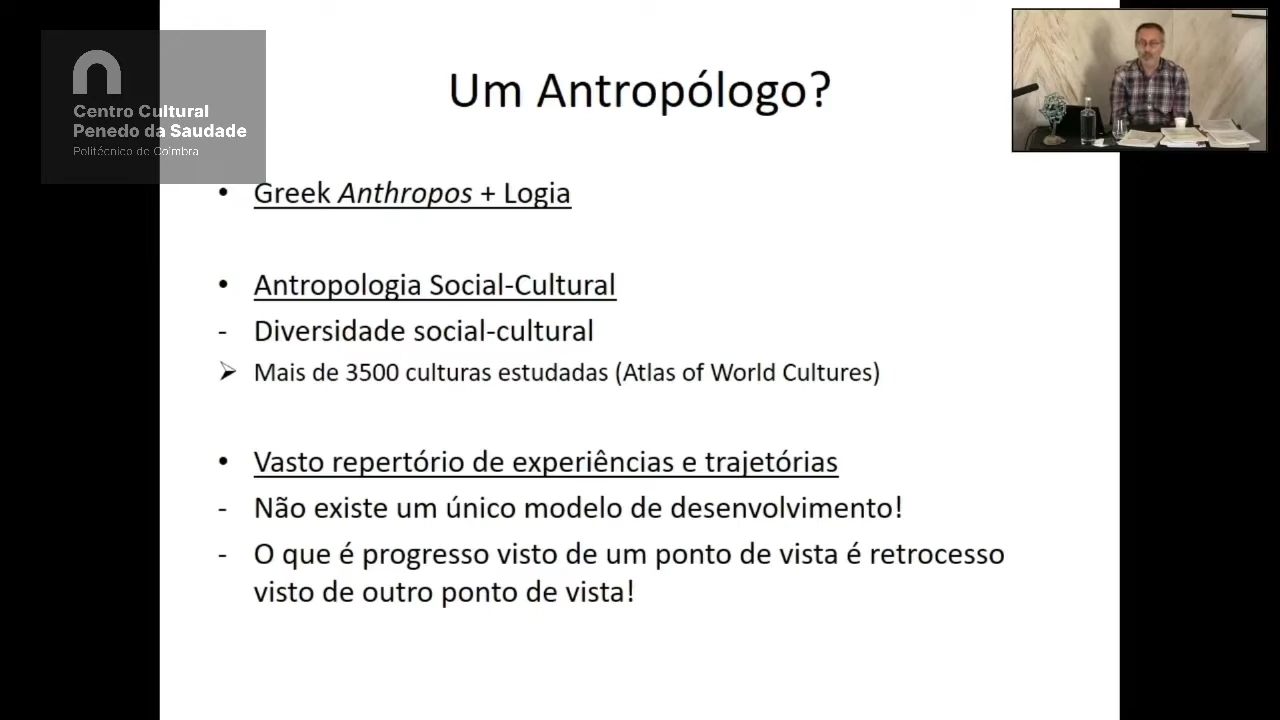 Centro Cultural
Penedo da Saudade
Politécnico de Coimbra
Um Antropólogo?
• Greek Anthropos + Logia
• Antropologia Social-Cultural
- Diversidade social-cultural
➢ Mais de 3500 culturas estudadas (Atlas of World Cultures)
• Vasto repertório de experiências e trajetórias
- Não existe um único modelo de desenvolvimento!
- O que é progresso visto de um ponto de vista é retrocesso
visto de outro ponto de vista!